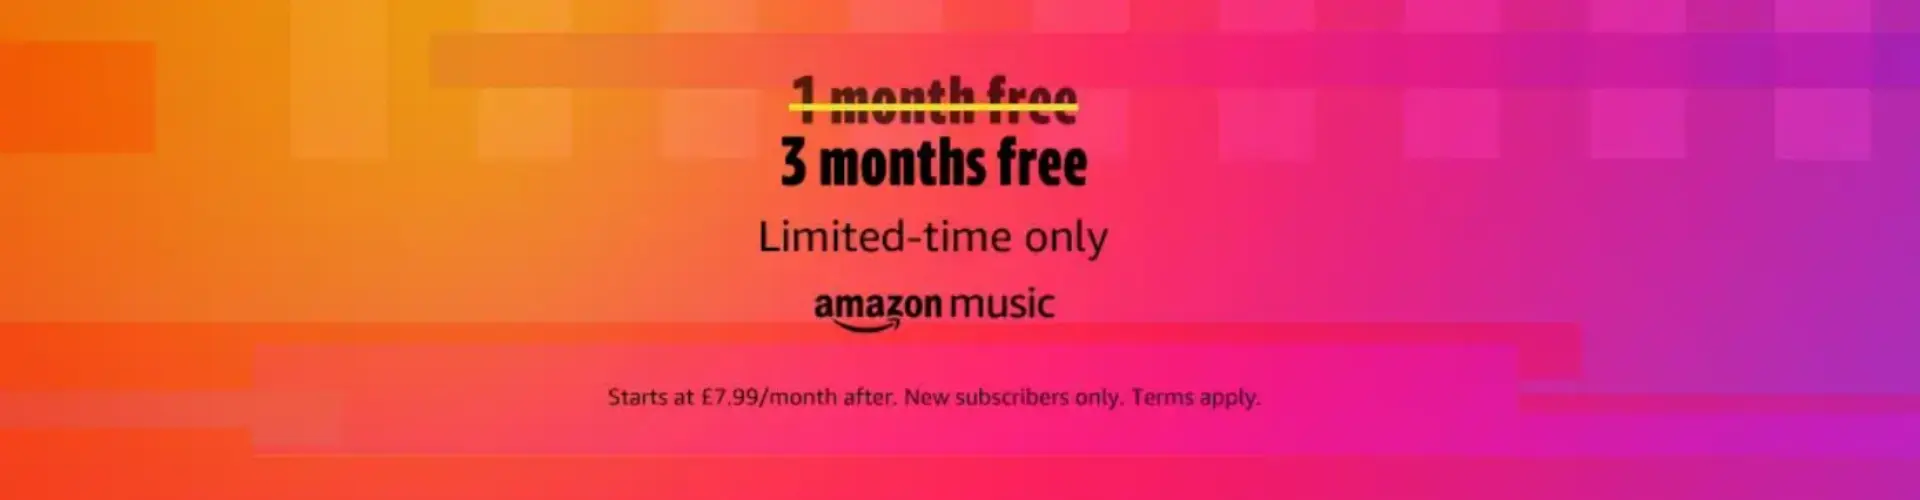 1 month free
3 months free
Limited-time only
amazon music
Starts at £7.99/month after. New subscribers only. Terms apply.